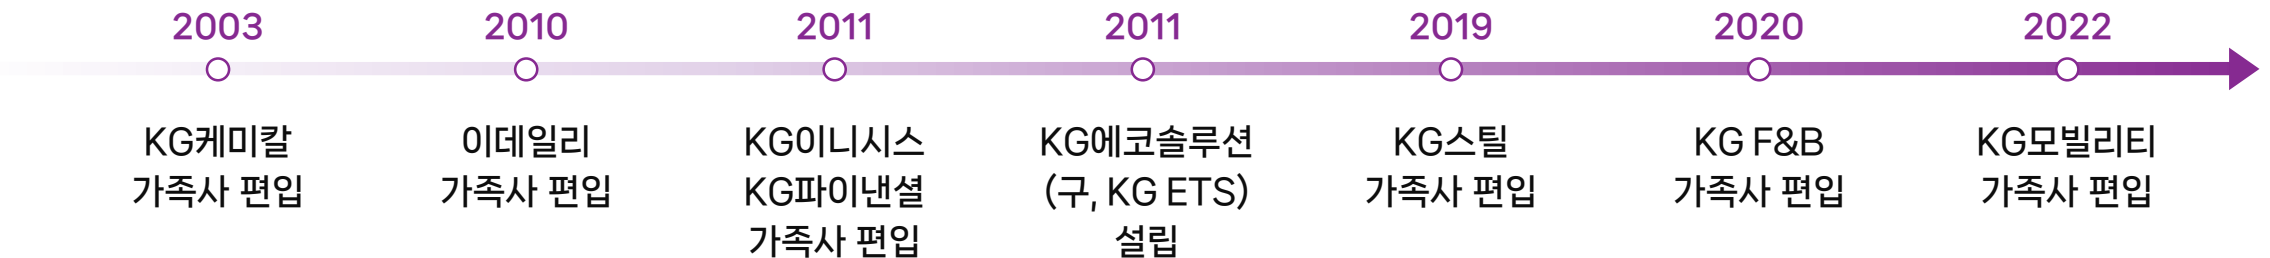 2003
KG케미칼
가족사 편입
2010
이데일리
가족사 편입
2011
KG이니시스
KG파이낸셜
가족사 편입
2011
KG에코솔루션
(구, KG ETS)
설립
2019
KG스틸
가족사 편입
2020
KG F&B
가족사 편입
2022
KG모빌리티
가족사 편입